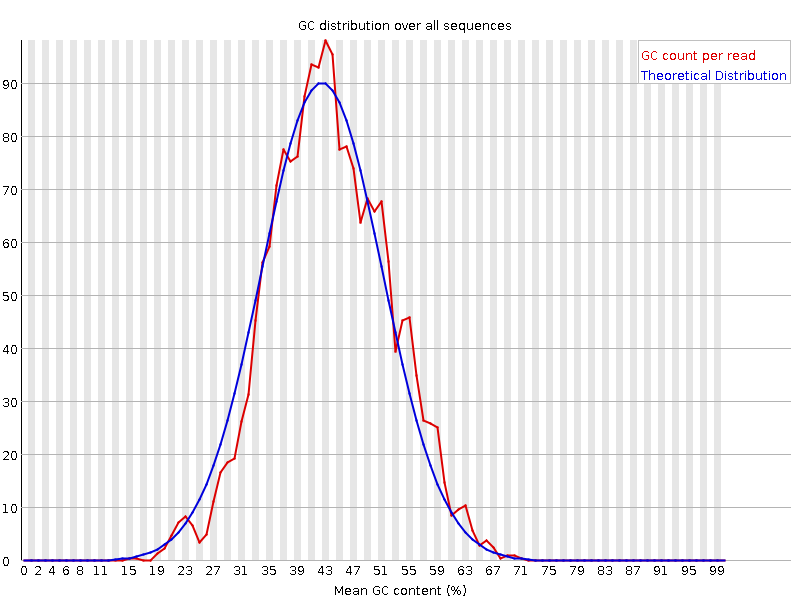 GC distribution over all sequences
GC count per read
Theoretical Distribution
90
80
70
60
50
40
30
20
10
0
0 2 4 6 8 11 15 19 23 27 31 35 39 43 47 51 55 59 63 67 71 75 79 83 87 91 95 99
Mean GC content (%)